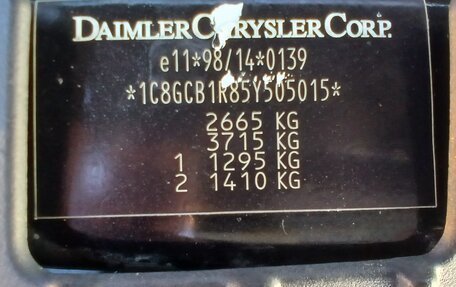 DAIMLERCHRYSLER CORP.
e11*98/14*0139
*1C8GCB1R85Y505015*
2665 KG
3715 KG
1 1295 KG
2 1410 KG